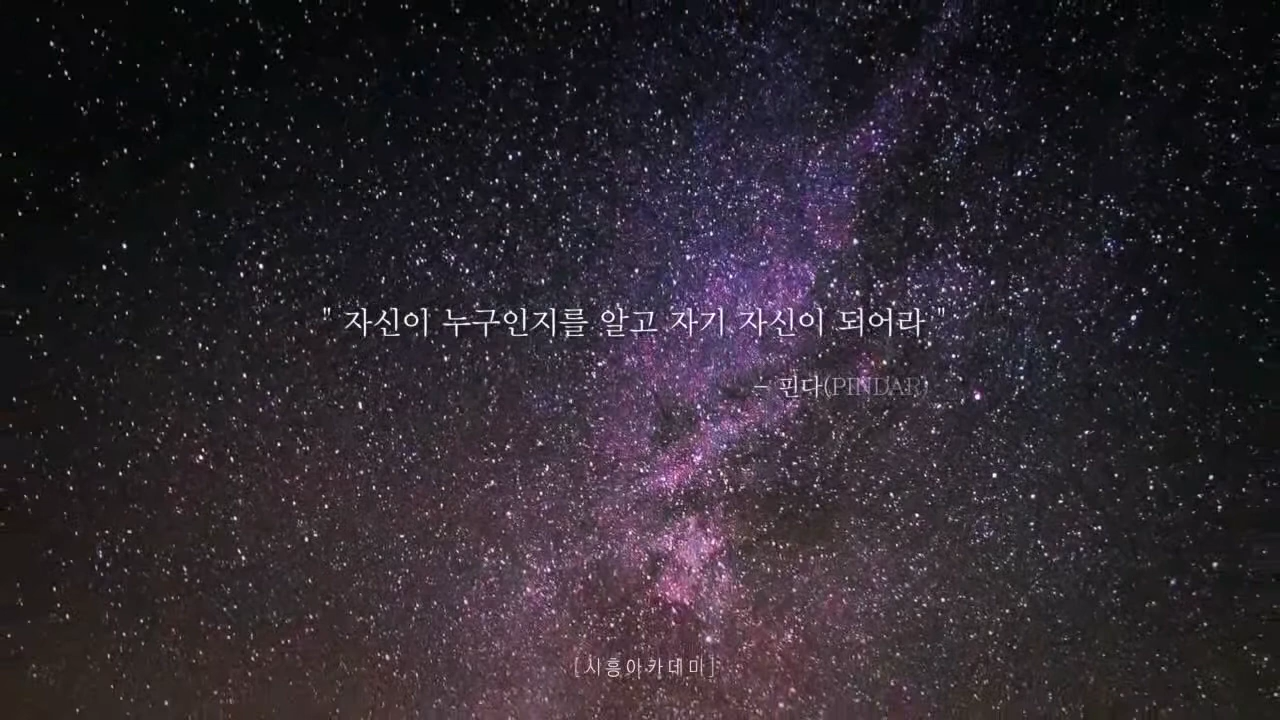 " 자신이 누구인지를 알고 자기 자신이 되어라 "
- 핀다(PINDAR)
[시흥아카데미]